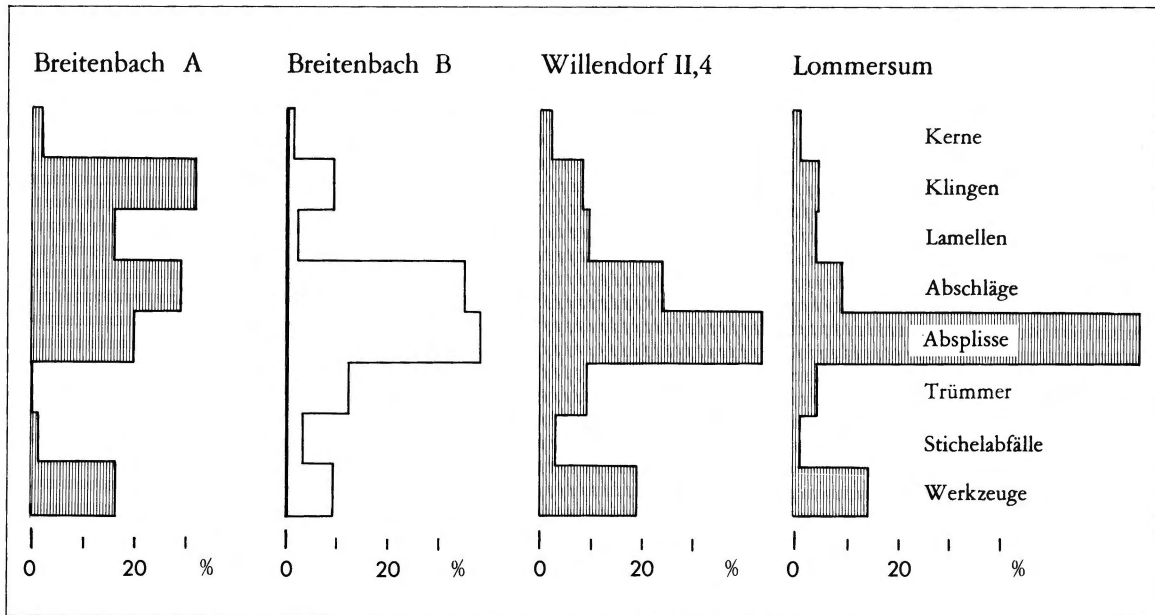 Breitenbach A Breitenbach B Willendorf II,4 Lommersum
Kerne
Klingen
Lamellen
Abschläge
Absplisse
Trümmer
Stichelabfälle
Werkzeuge
0 20 % 0 20 % 0 20 % 0 20 %